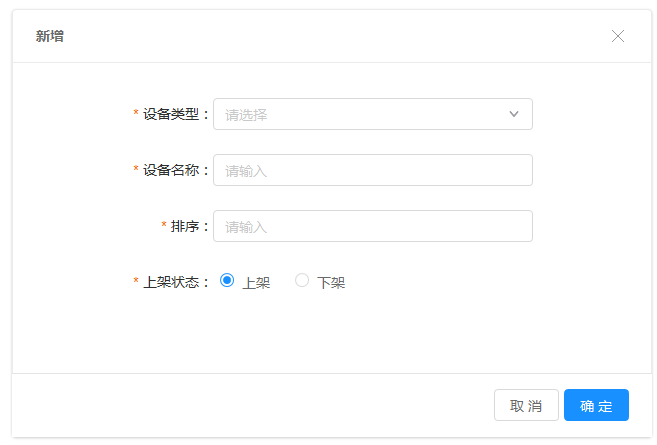 新增
* 设备类型： 请选择
* 设备名称： 请输入
* 排序： 请输入
* 上架状态： 上架 下架
取 消 确 定